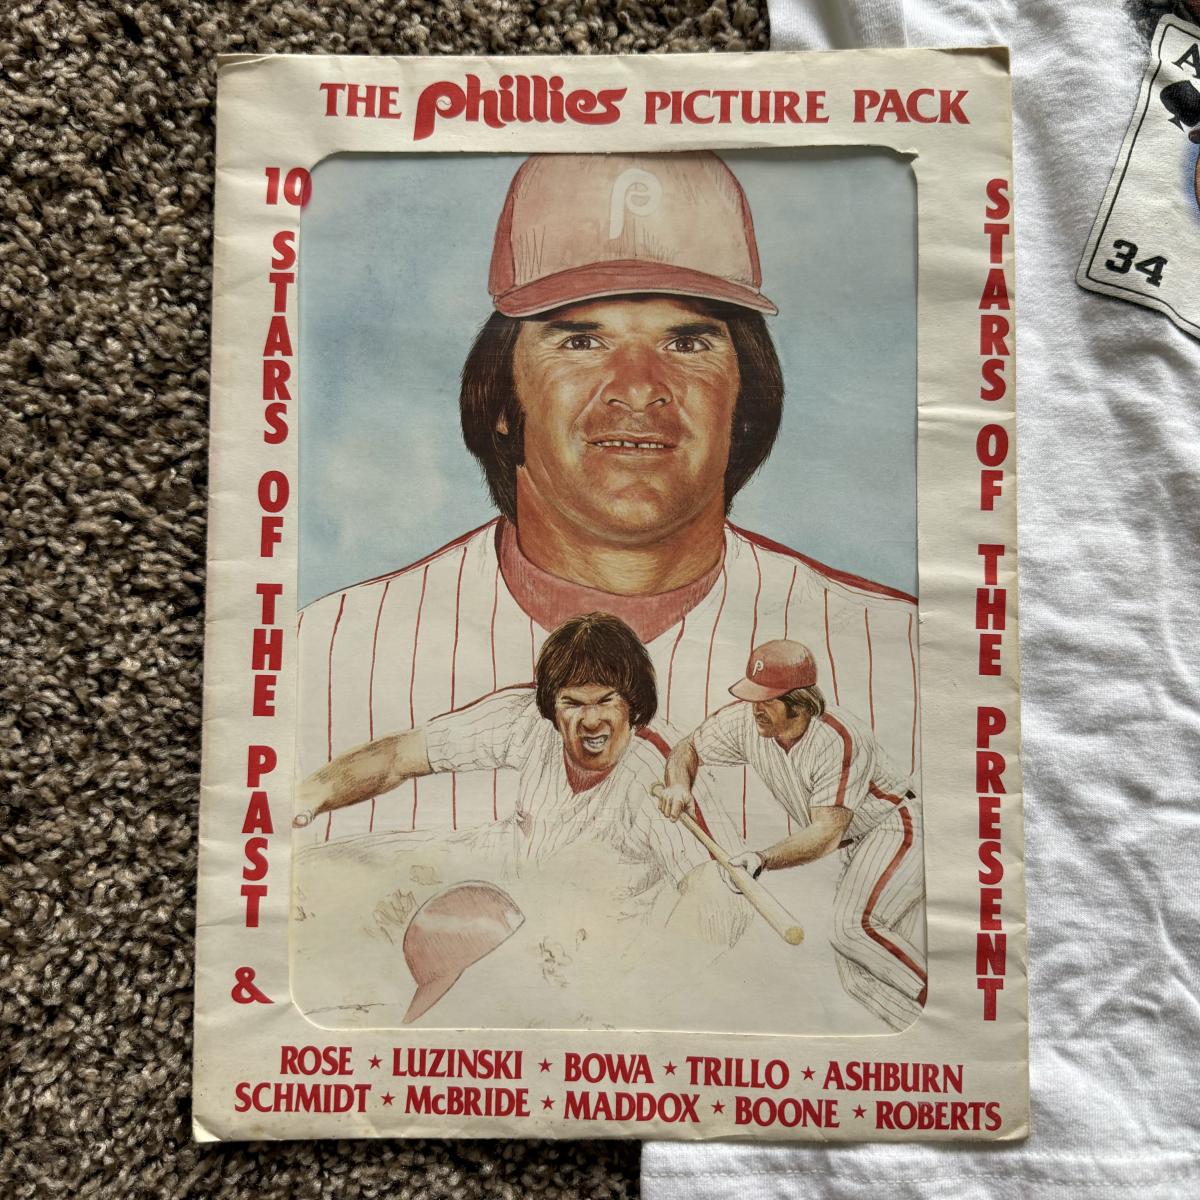 THE Phillies PICTURE PACK
10 STARS OF THE PAST &
STARS OF THE PRESENT
P
P
ROSE ★ LUZINSKI ★ BOWA ★ TRILLO ★ ASHBURN
SCHMIDT ★ McBRIDE ★ MADDOX ★ BOONE ★ ROBERTS
A
34